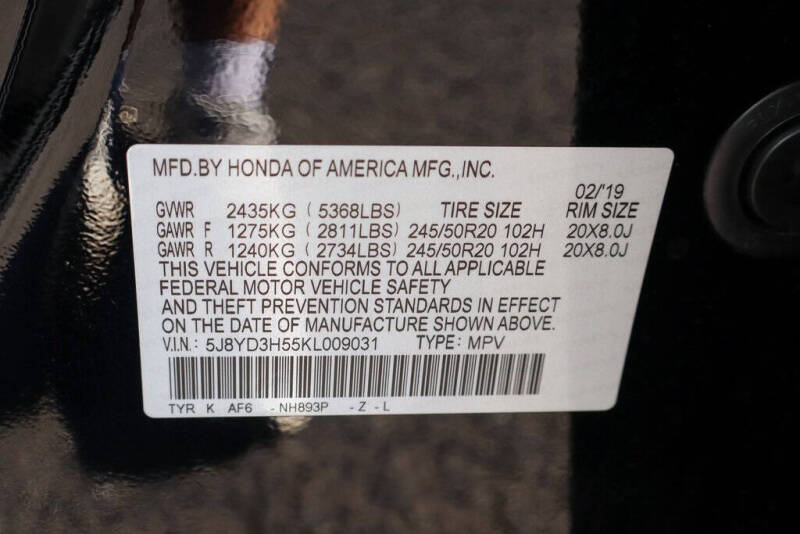 MFD.BY HONDA OF AMERICA MFG.,INC.
02/'19
GVWR 2435KG ( 5368LBS) TIRE SIZE RIM SIZE
GAWR F 1275KG ( 2811LBS) 245/50R20 102H 20X8.0J
GAWR R 1240KG ( 2734LBS) 245/50R20 102H 20X8.0J
THIS VEHICLE CONFORMS TO ALL APPLICABLE
FEDERAL MOTOR VEHICLE SAFETY
AND THEFT PREVENTION STANDARDS IN EFFECT
ON THE DATE OF MANUFACTURE SHOWN ABOVE.
V.I.N.: 5J8YD3H55KL009031 TYPE: MPV
TYR K AF6 - NH893P - Z - L